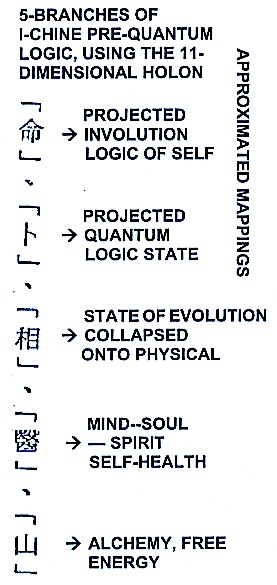 5-BRANCHES OF
I-CHINE PRE-QUANTUM
LOGIC, USING THE 11-
DIMENSIONAL HOLON
APPROXIMATED MAPPINGS
「命」、「卜」、「相」、「醫」、「山」
PROJECTED
→ INVOLUTION
LOGIC OF SELF
PROJECTED
→ QUANTUM
LOGIC STATE
STATE OF EVOLUTION
→ COLLAPSED
ONTO PHYSICAL
MIND--SOUL
→ — SPIRIT
SELF-HEALTH
→ ALCHEMY, FREE
ENERGY